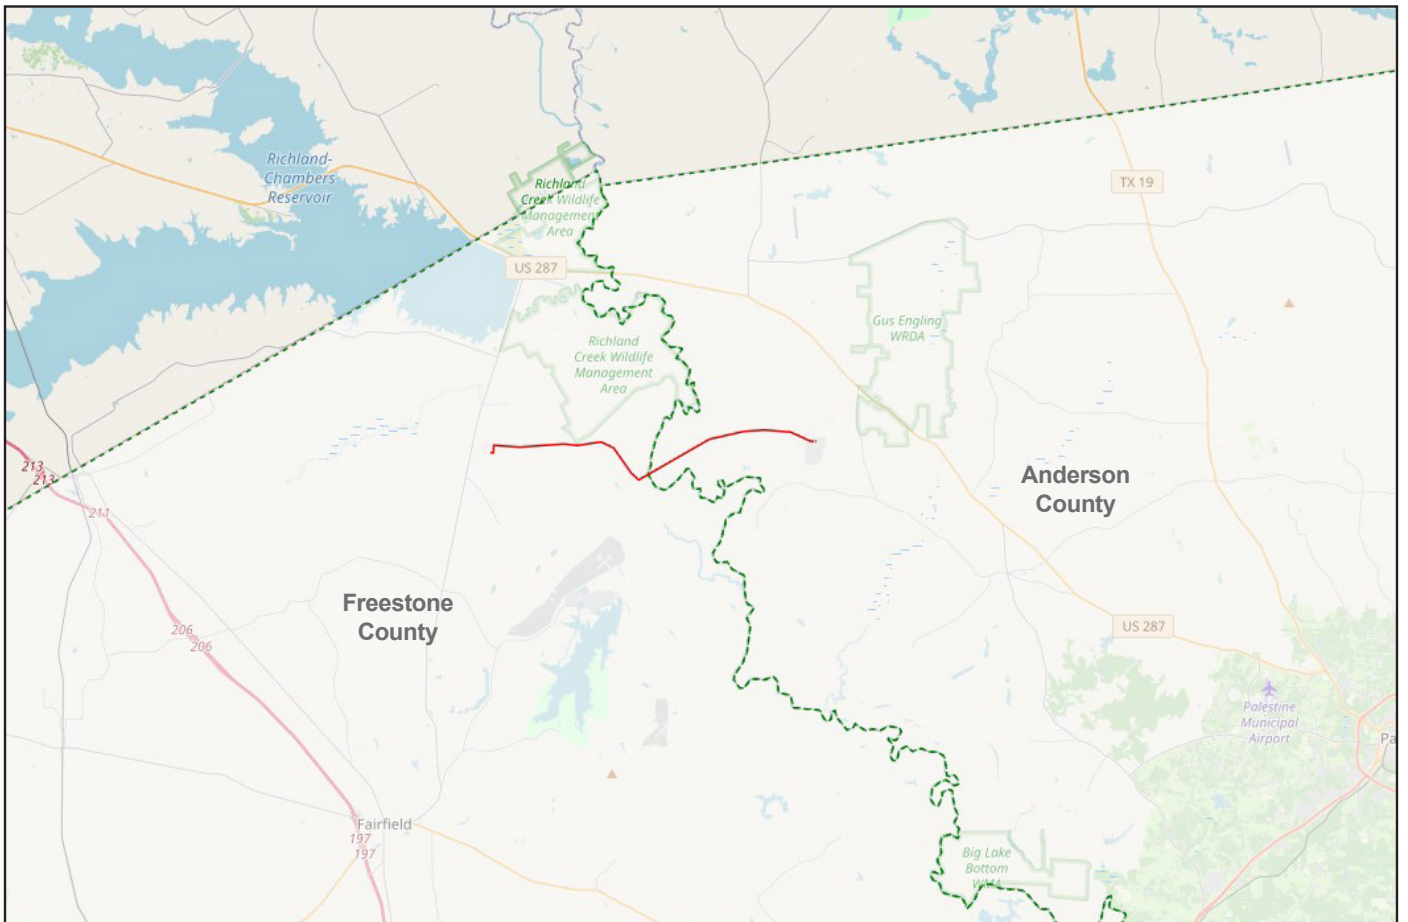 Richland-
Chambers
Reservoir
Richland
Creek Wildlife
Management
Area
TX 19
US 287
Gus Engling
WRDA
Richland
Creek Wildlife
Management
Area
213
213
211
Anderson
County
Freestone
County
206
206
US 287
Palestine
Municipal
Airport
Pa
Fairfield
197
197
Big Lake
Bottom
WMA